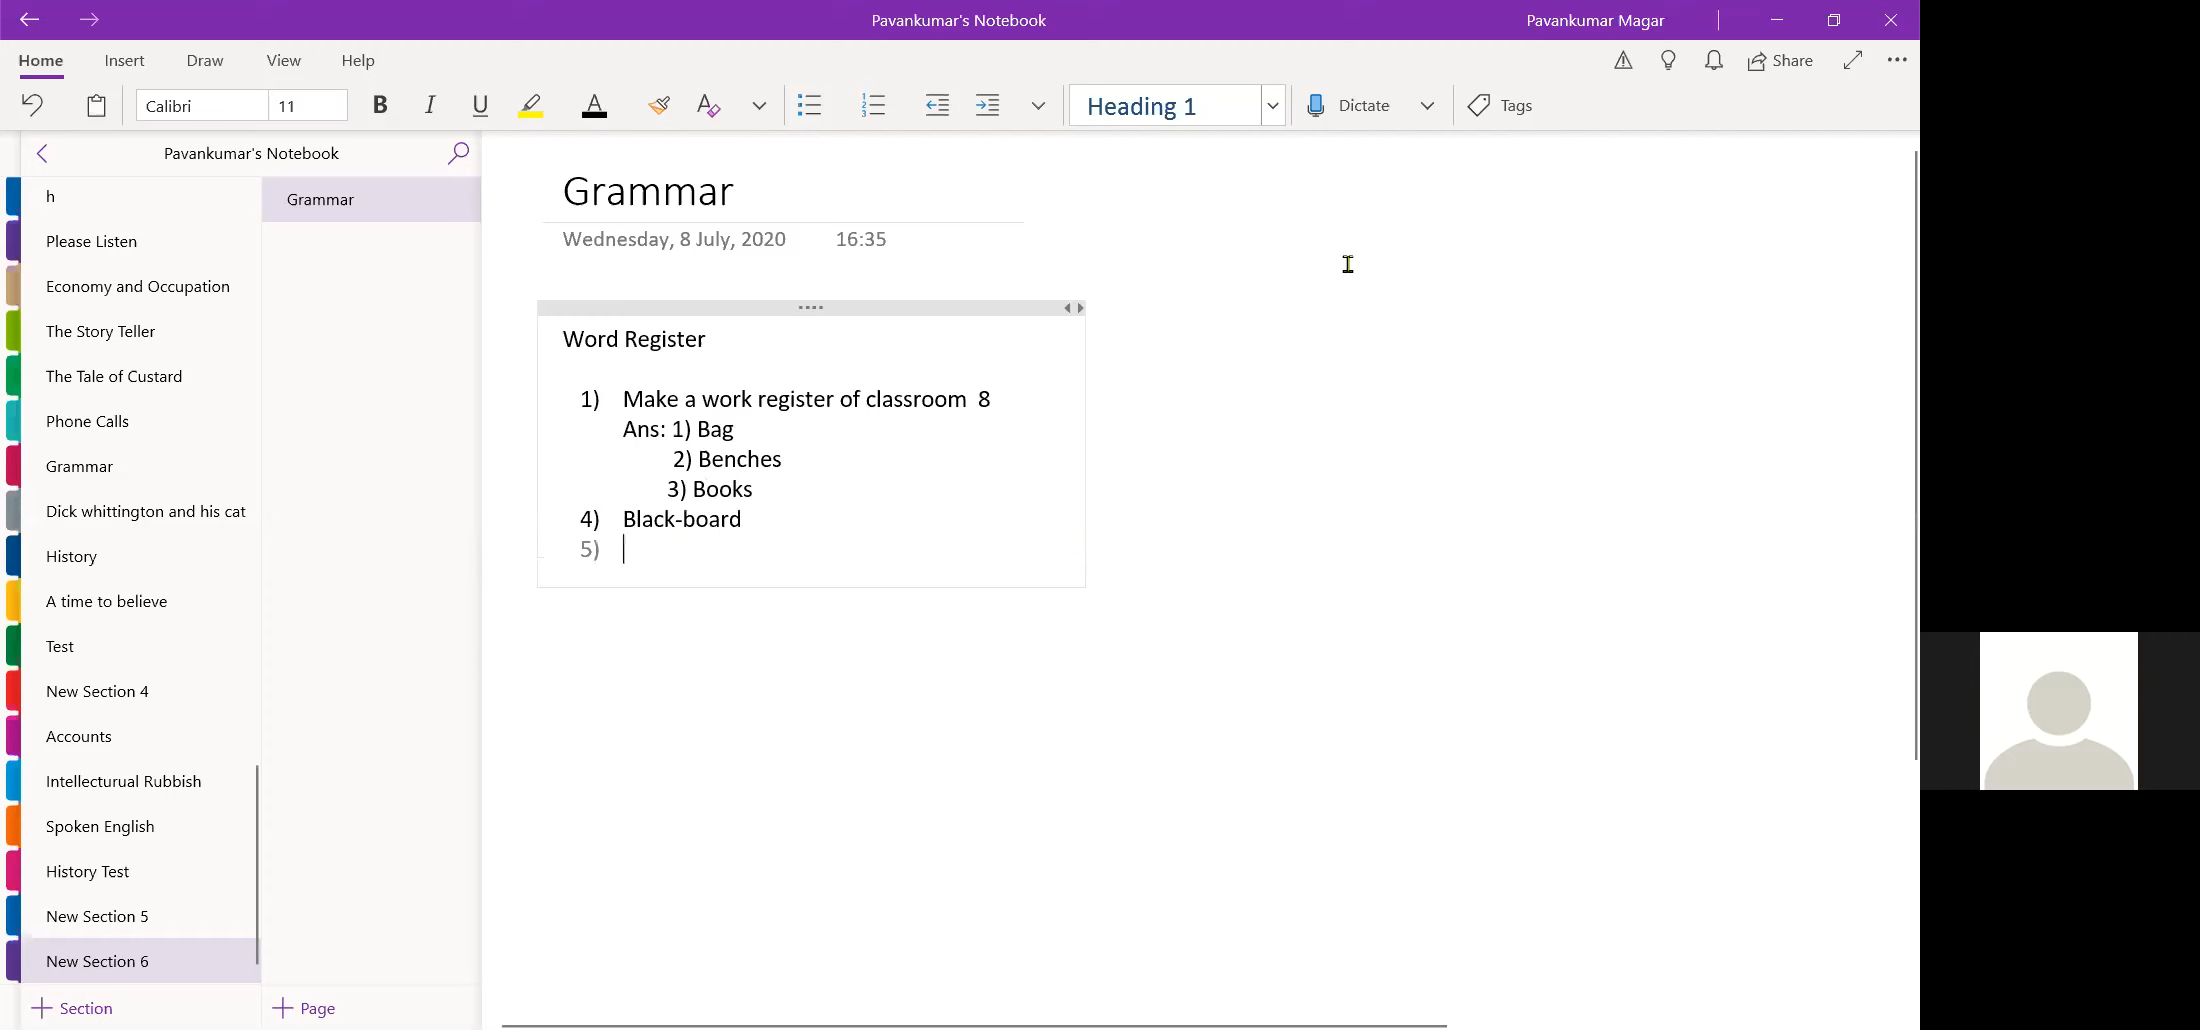 Pavankumar's Notebook
Pavankumar Magar
Home Insert Draw View Help
Share
Calibri 11 B I U A A Heading 1 Dictate Tags
Pavankumar's Notebook
h
Please Listen
Economy and Occupation
The Story Teller
The Tale of Custard
Phone Calls
Grammar
Dick whittington and his cat
History
A time to believe
Test
New Section 4
Accounts
Intellecturual Rubbish
Spoken English
History Test
New Section 5
New Section 6
Section
Grammar
Page
Grammar
Wednesday, 8 July, 2020 16:35
Word Register
1) Make a work register of classroom 8
Ans: 1) Bag
2) Benches
3) Books
4) Black-board
5)